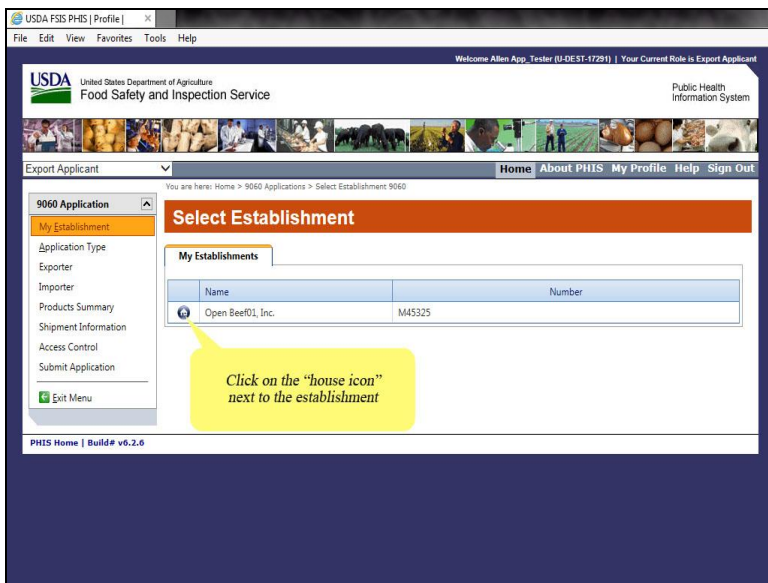 USDA FSIS PHIS | Profile |
File Edit View Favorites Tools Help
Welcome Allen App_Tester (U-DEST-17291) | Your Current Role is Export Applicant
USDA
United States Department of Agriculture
Food Safety and Inspection Service
Public Health
Information System
Export Applicant
Home About PHIS My Profile Help Sign Out
You are here: Home > 9060 Applications > Select Establishment 9060
9060 Application
My Establishment
Application Type
Exporter
Importer
Products Summary
Shipment Information
Access Control
Submit Application
Exit Menu
Select Establishment
My Establishments
Name Number
Open Beef01, Inc. M45325
Click on the “house icon”
next to the establishment
PHIS Home | Build# v6.2.6